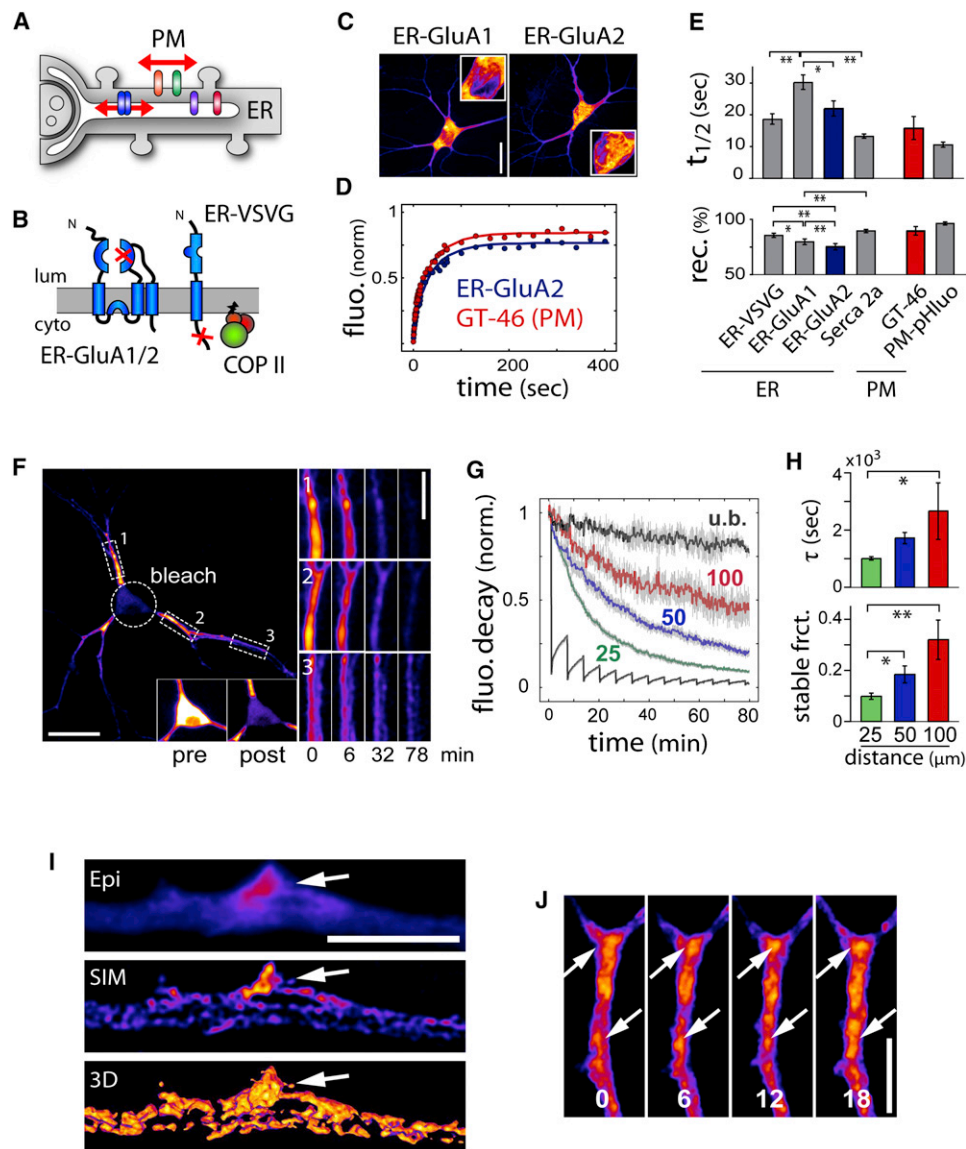 A
PM
ER
B
N
ER-VSVG
N
lum
cyto
ER-GluA1/2
COP II
C
ER-GluA1
ER-GluA2
D
fluo. (norm)
1
0.5
0
ER-GluA2
GT-46 (PM)
0
200
400
time (sec)
E
t1/2 (sec)
30
20
10
0
**
*
**
rec. (%)
100
75
50
**
**
*
**
ER-VSVG
ER-GluA1
ER-GluA2
Serca 2a
GT-46
PM-pHluo
ER
PM
F
1
bleach
2
3
pre
post
1
2
3
0
6
32
78
min
G
fluo. decay (norm.)
1
0.5
0
u.b.
100
50
25
0
20
40
60
80
time (min)
H
x10³
τ (sec)
4
2
0
*
stable frct.
0.4
0.2
0
*
**
25
50
100
distance (µm)
I
Epi
SIM
3D
J
0
6
12
18